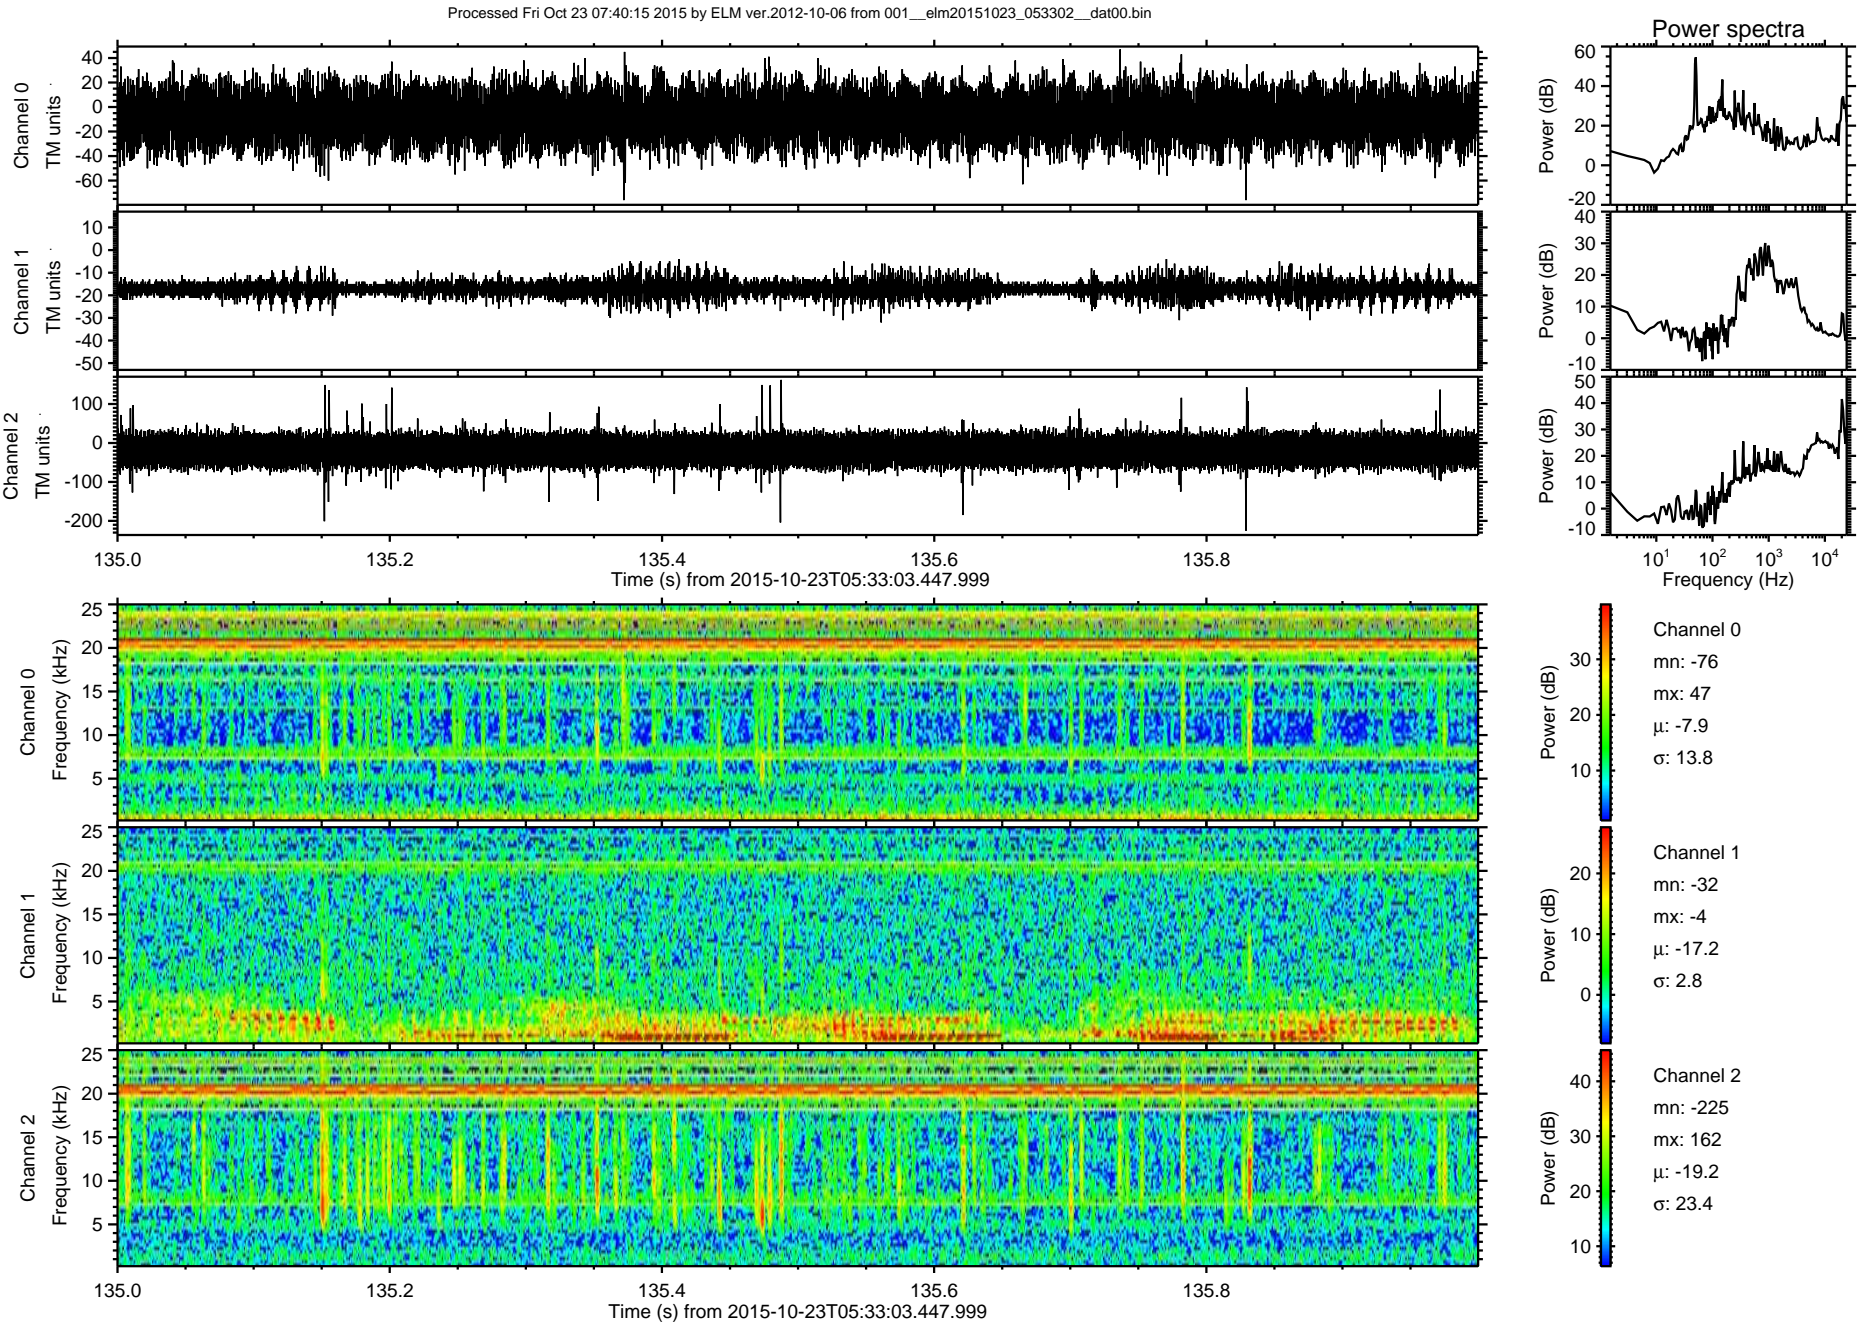 Processed Fri Oct 23 07:40:15 2015 by ELM ver.2012-10-06 from 001__elm20151023_053302__dat00.bin
Power spectra
Channel 0
TM units
40
20
0
-20
-40
-60
Power (dB)
60
40
20
0
-20
Channel 1
TM units
10
0
-10
-20
-30
-40
-50
Power (dB)
40
30
20
10
0
-10
Channel 2
TM units
100
0
-100
-200
Power (dB)
50
40
30
20
10
0
-10
135.0 135.2 135.4 135.6 135.8
Time (s) from 2015-10-23T05:33:03.447.999
10^1 10^2 10^3 10^4
Frequency (Hz)
Channel 0
Frequency (kHz)
25
20
15
10
5
Power (dB)
30
20
10
Channel 0
mn: -76
mx: 47
μ: -7.9
σ: 13.8
Channel 1
Frequency (kHz)
25
20
15
10
5
Power (dB)
20
10
0
Channel 1
mn: -32
mx: -4
μ: -17.2
σ: 2.8
Channel 2
Frequency (kHz)
25
20
15
10
5
Power (dB)
40
30
20
10
Channel 2
mn: -225
mx: 162
μ: -19.2
σ: 23.4
135.0 135.2 135.4 135.6 135.8
Time (s) from 2015-10-23T05:33:03.447.999